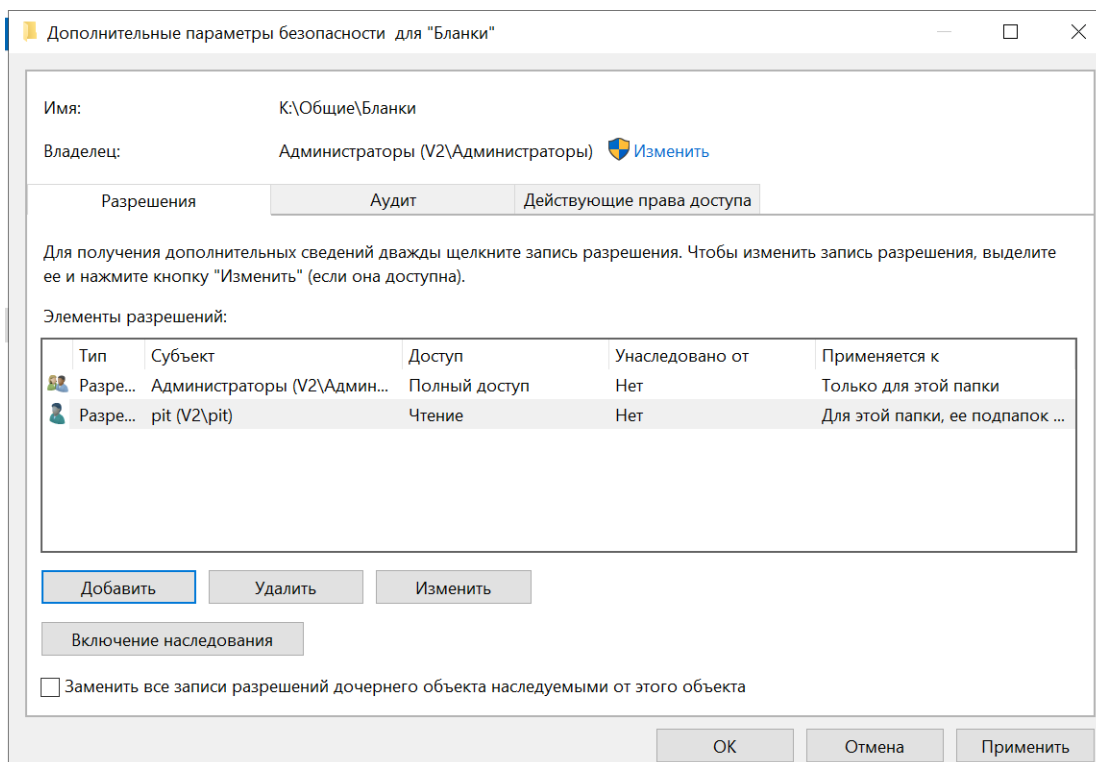 Дополнительные параметры безопасности для "Бланки"
Имя: K:\Общие\Бланки
Владелец: Администраторы (V2\Администраторы) Изменить
Разрешения Аудит Действующие права доступа
Для получения дополнительных сведений дважды щелкните запись разрешения. Чтобы изменить запись разрешения, выделите
ее и нажмите кнопку "Изменить" (если она доступна).
Элементы разрешений:
Тип Субъект Доступ Унаследовано от Применяется к
Разре... Администраторы (V2\Админ... Полный доступ Нет Только для этой папки
Разре... pit (V2\pit) Чтение Нет Для этой папки, ее подпапок ...
Добавить Удалить Изменить
Включение наследования
Заменить все записи разрешений дочернего объекта наследуемыми от этого объекта
ОК Отмена Применить